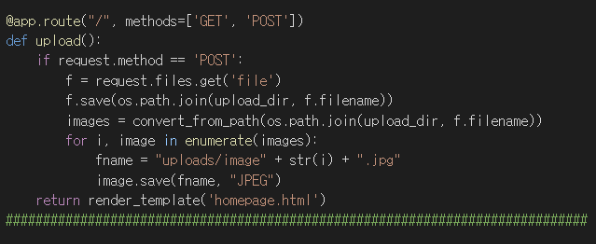 @app.route("/", methods=['GET', 'POST'])
def upload():
    if request.method == 'POST':
        f = request.files.get('file')
        f.save(os.path.join(upload_dir, f.filename))
        images = convert_from_path(os.path.join(upload_dir, f.filename))
        for i, image in enumerate(images):
            fname = "uploads/image" + str(i) + ".jpg"
            image.save(fname, "JPEG")
    return render_template('homepage.html')
################################################################################